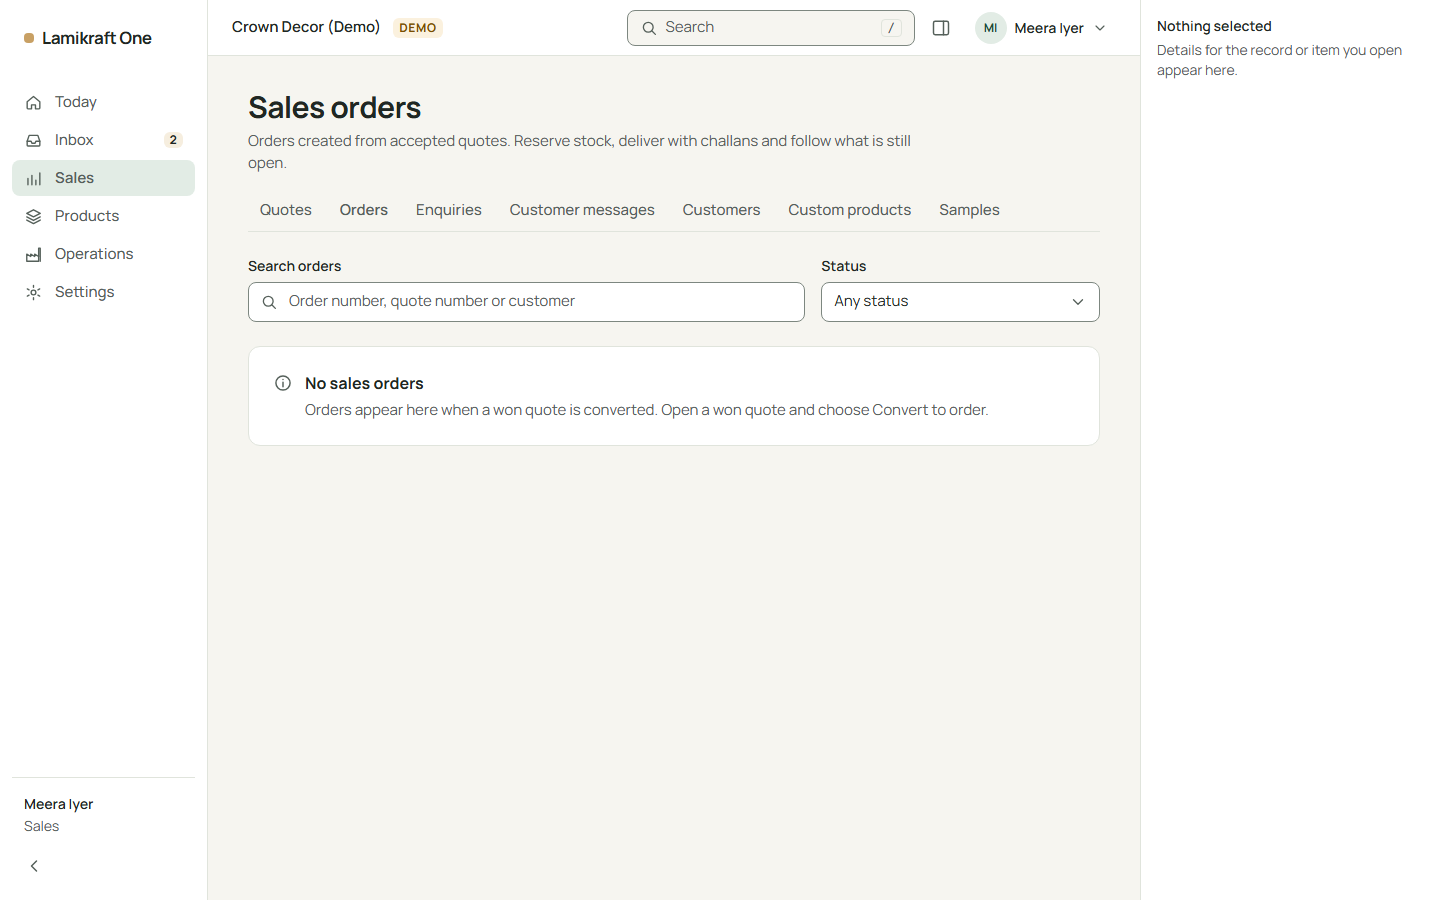 Lamikraft One
Today
Inbox 2
Sales
Products
Operations
Settings
Meera Iyer
Sales
Crown Decor (Demo) DEMO
Search /
MI Meera Iyer
Sales orders
Orders created from accepted quotes. Reserve stock, deliver with challans and follow what is still
open.
Quotes Orders Enquiries Customer messages Customers Custom products Samples
Search orders
Order number, quote number or customer
Status
Any status
No sales orders
Orders appear here when a won quote is converted. Open a won quote and choose Convert to order.
Nothing selected
Details for the record or item you open
appear here.